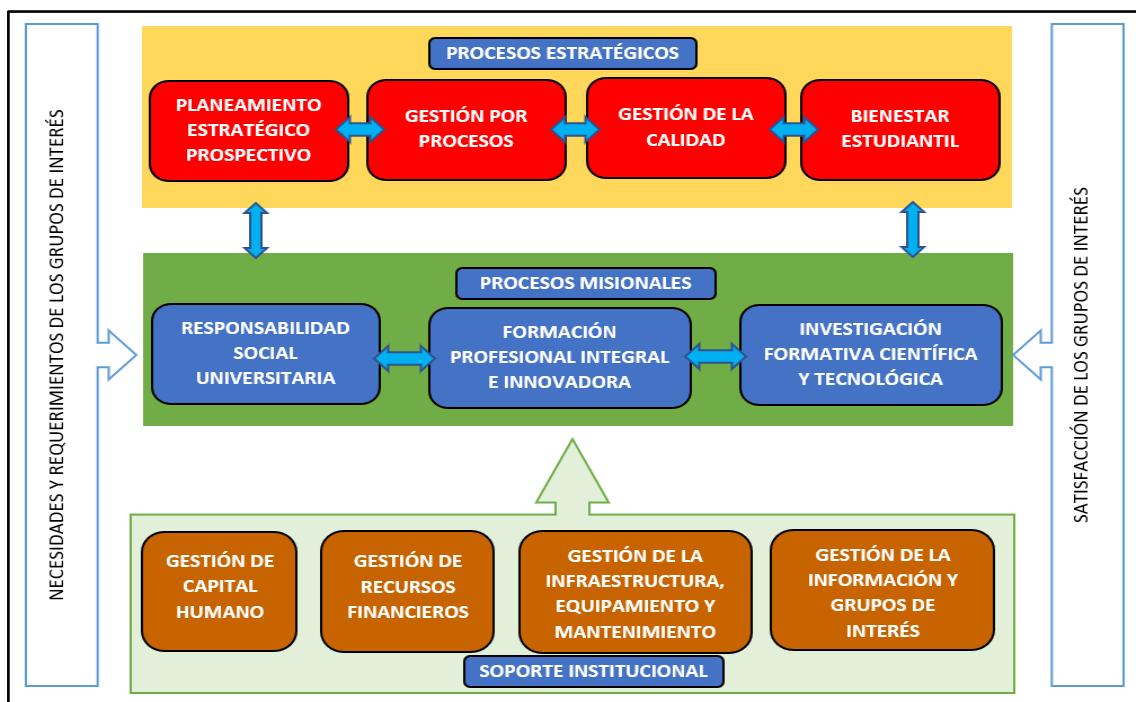 NECESIDADES Y REQUERIMIENTOS DE LOS GRUPOS DE INTERÉS
PROCESOS ESTRATÉGICOS
PLANEAMIENTO
ESTRATÉGICO
PROSPECTIVO
GESTIÓN POR
PROCESOS
GESTIÓN DE LA
CALIDAD
BIENESTAR
ESTUDIANTIL
PROCESOS MISIONALES
RESPONSABILIDAD
SOCIAL
UNIVERSITARIA
FORMACIÓN
PROFESIONAL INTEGRAL
E INNOVADORA
INVESTIGACIÓN
FORMATIVA CIENTÍFICA
Y TECNOLÓGICA
GESTIÓN DE
CAPITAL
HUMANO
GESTIÓN DE
RECURSOS
FINANCIEROS
GESTIÓN DE LA
INFRAESTRUCTURA,
EQUIPAMIENTO Y
MANTENIMIENTO
GESTIÓN DE LA
INFORMACIÓN Y
GRUPOS DE
INTERÉS
SOPORTE INSTITUCIONAL
SATISFACCIÓN DE LOS GRUPOS DE INTERÉS